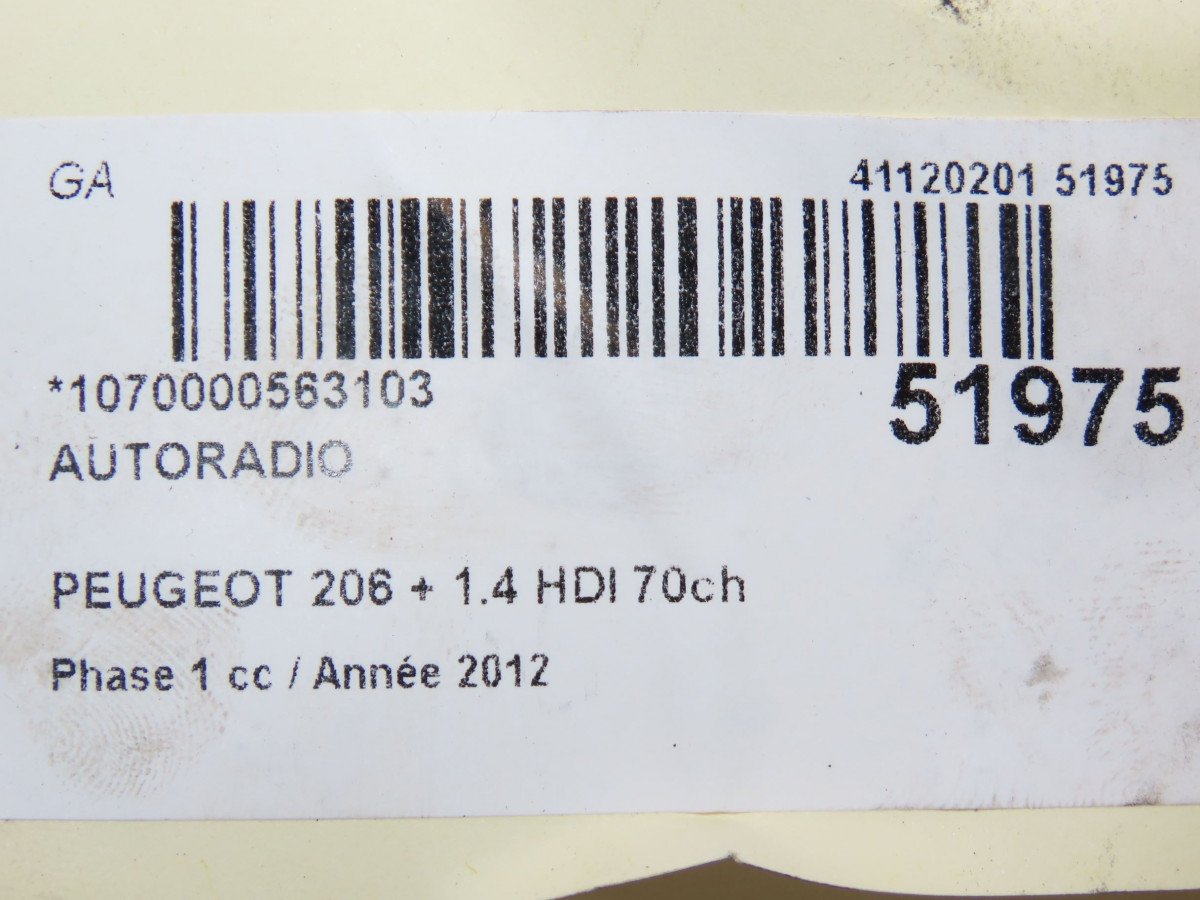 GA
41120201 51975
*1070000563103
51975
AUTORADIO
PEUGEOT 206 + 1.4 HDI 70ch
Phase 1 cc / Année 2012